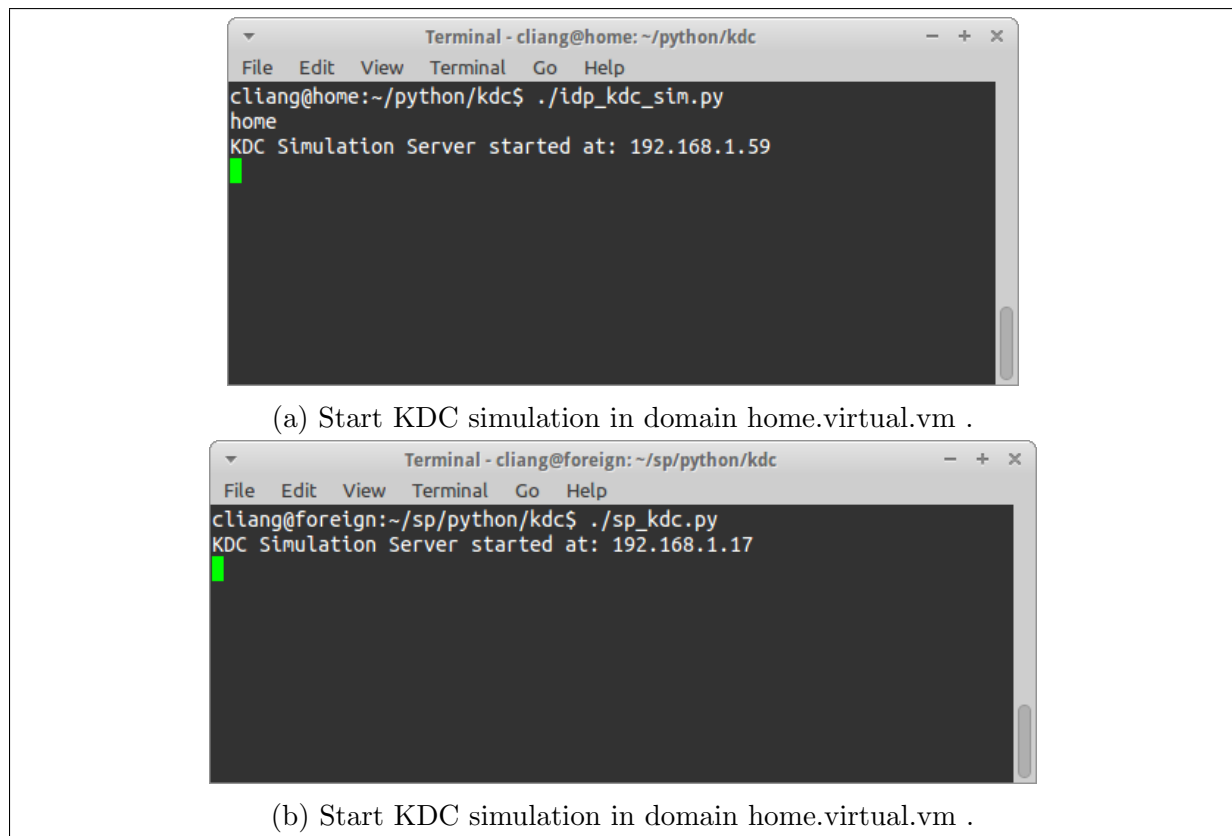 Terminal - cliang@home: ~/python/kdc
File Edit View Terminal Go Help
cliang@home:~/python/kdc$ ./idp_kdc_sim.py
home
KDC Simulation Server started at: 192.168.1.59
(a) Start KDC simulation in domain home.virtual.vm .
Terminal - cliang@foreign: ~/sp/python/kdc
File Edit View Terminal Go Help
cliang@foreign:~/sp/python/kdc$ ./sp_kdc.py
KDC Simulation Server started at: 192.168.1.17
(b) Start KDC simulation in domain home.virtual.vm .